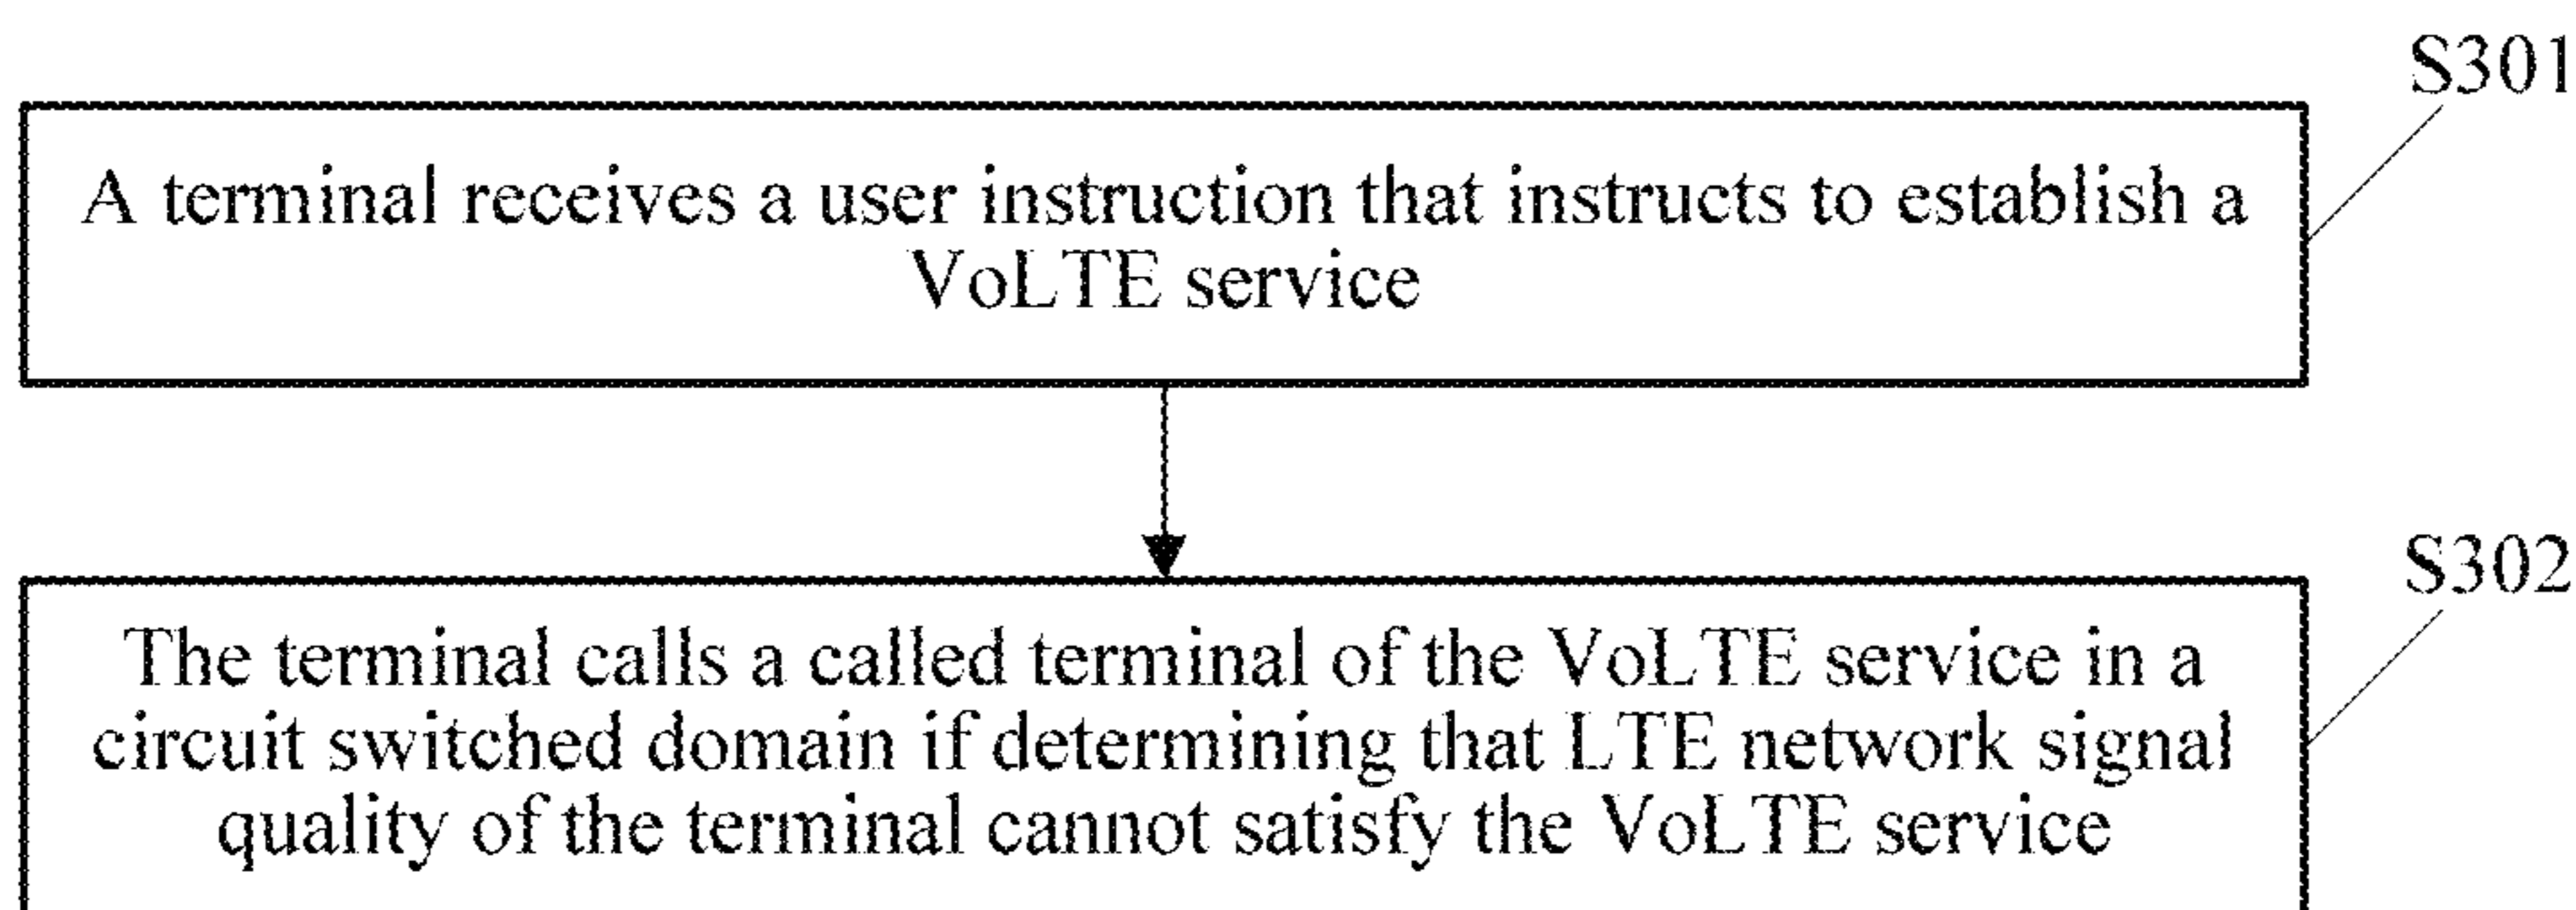 S301
A terminal receives a user instruction that instructs to establish a
VoLTE service
S302
The terminal calls a called terminal of the VoLTE service in a
circuit switched domain if determining that LTE network signal
quality of the terminal cannot satisfy the VoLTE service